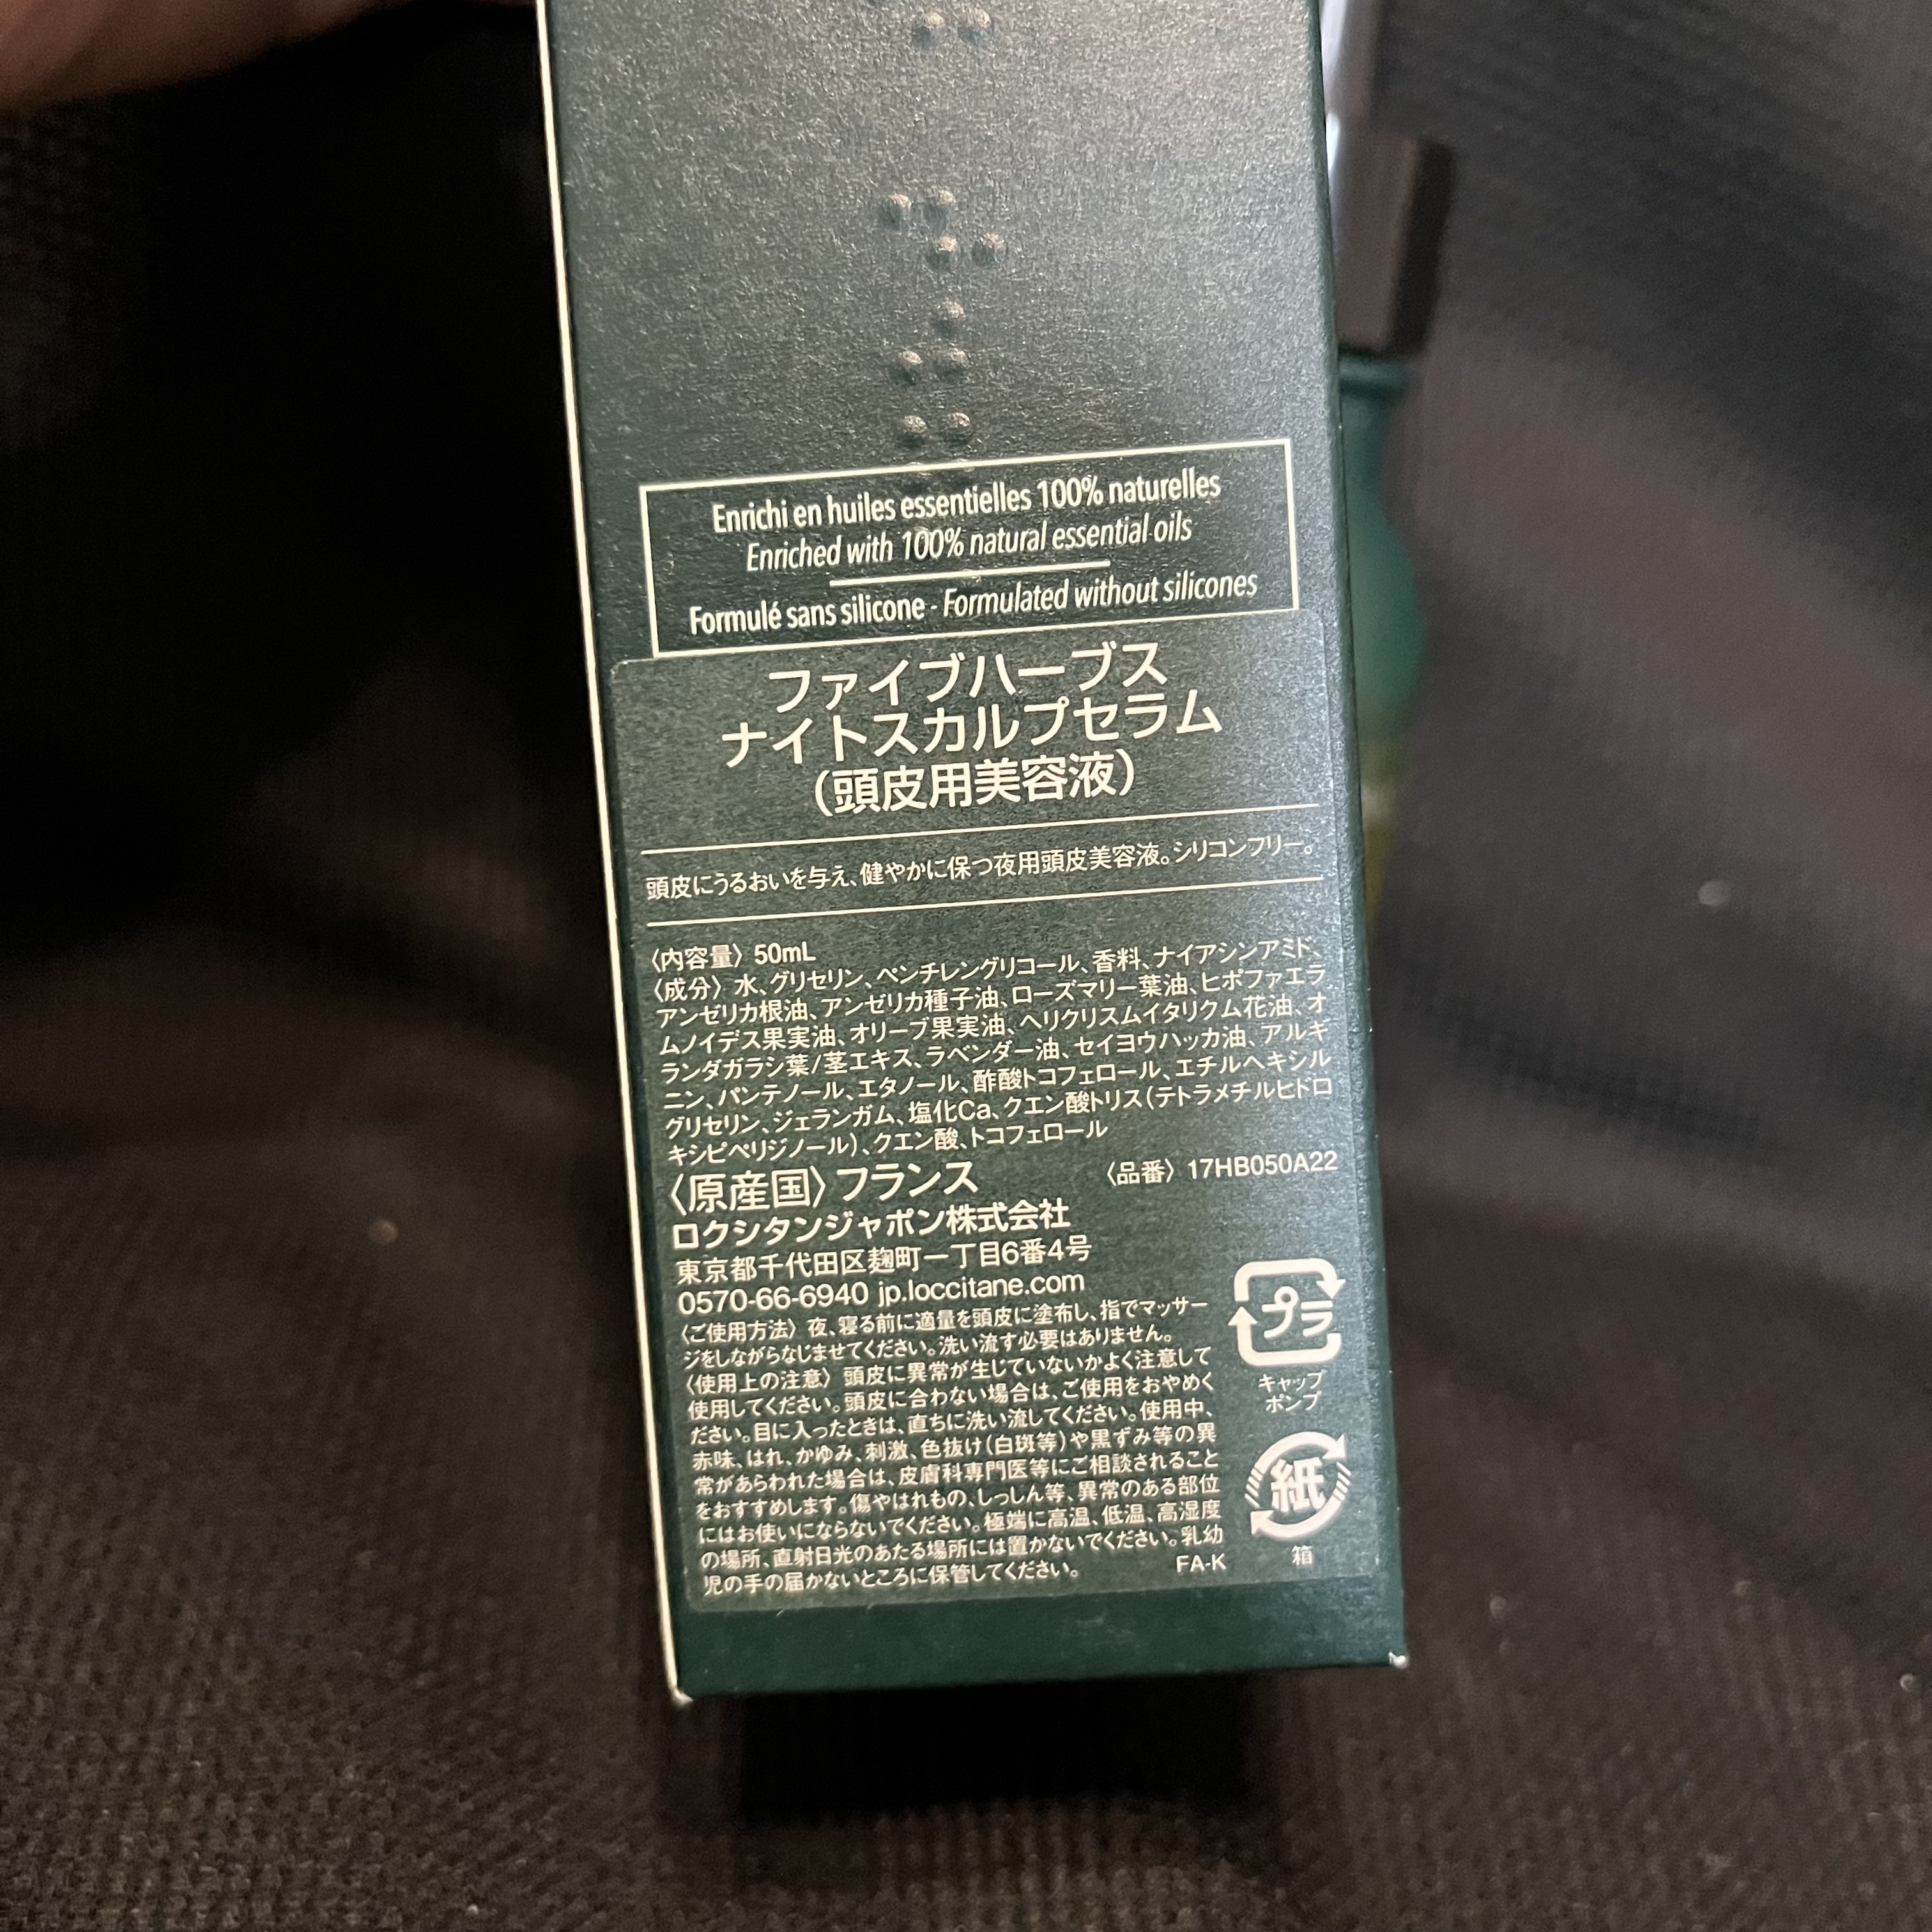 Enrichi en huiles essentielles 100% naturelles
Enriched with 100% natural essential oils
Formulé sans silicone - Formulated without silicones
ファイブハーブス
ナイトスカルプセラム
(頭皮用美容液)
頭皮にうるおいを与え、健やかに保つ夜用頭皮美容液。シリコンフリー。
〈内容量〉 50mL
〈成分〉 水、グリセリン、ペンチレングリコール、香料、ナイアシンアミド、
アンゼリカ根油、アンゼリカ種子油、ローズマリー葉油、ヒポファエラ
ムノイデス果実油、オリーブ果実油、ヘリクリスムイタリクム花油、オ
ランダガラシ葉/茎エキス、ラベンダー油、セイヨウハッカ油、アルギ
ニン、パンテノール、エタノール、酢酸トコフェロール、エチルヘキシル
グリセリン、ジェランガム、塩化Ca、クエン酸トリス(テトラメチルヒドロ
キシピペリジノール)、クエン酸、トコフェロール
〈原産国〉フランス 〈品番〉 17HB050A22
ロクシタンジャポン株式会社
東京都千代田区麹町一丁目6番4号
0570-66-6940 jp.loccitane.com
〈ご使用方法〉 夜、寝る前に適量を頭皮に塗布し、指でマッサー
ジをしながらなじませてください。洗い流す必要はありません。
〈使用上の注意〉 頭皮に異常が生じていないかよく注意して
使用してください。頭皮に合わない場合は、ご使用をおやめく
ださい。目に入ったときは、直ちに洗い流してください。使用中、
赤味、はれ、かゆみ、刺激、色抜け(白斑等)や黒ずみ等の異
常があらわれた場合は、皮膚科専門医等にご相談されること
をおすすめします。傷やはれもの、しっしん等、異常のある部位
にはお使いにならないでください。極端に高温、低温、高湿度
の場所、直射日光のあたる場所には置かないでください。乳幼
児の手の届かないところに保管してください。 FA-K
プラ
キャップ
ポンプ
紙
箱